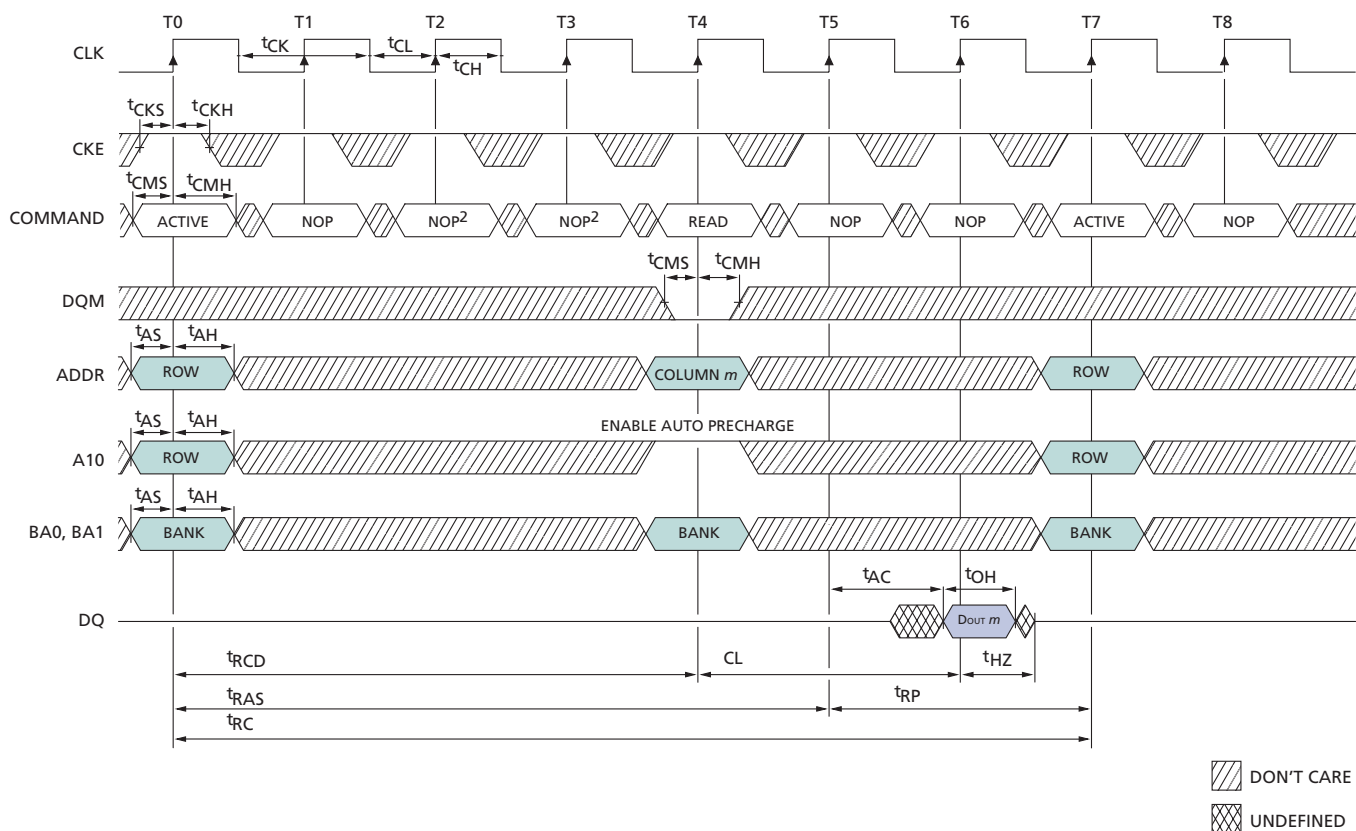 T0 T1 T2 T3 T4 T5 T6 T7 T8
CLK
tCK tCL
tCH
tCKS tCKH
CKE
tCMS tCMH
COMMAND ACTIVE NOP NOP2 NOP2 READ NOP NOP ACTIVE NOP
tCMS tCMH
DQM
tAS tAH
ADDR ROW COLUMN m ROW
ENABLE AUTO PRECHARGE
tAS tAH
A10 ROW ROW
tAS tAH
BA0, BA1 BANK BANK BANK
tAC tOH
DQ DOUT m
tRCD CL tHZ
tRAS tRP
tRC
DON'T CARE
UNDEFINED